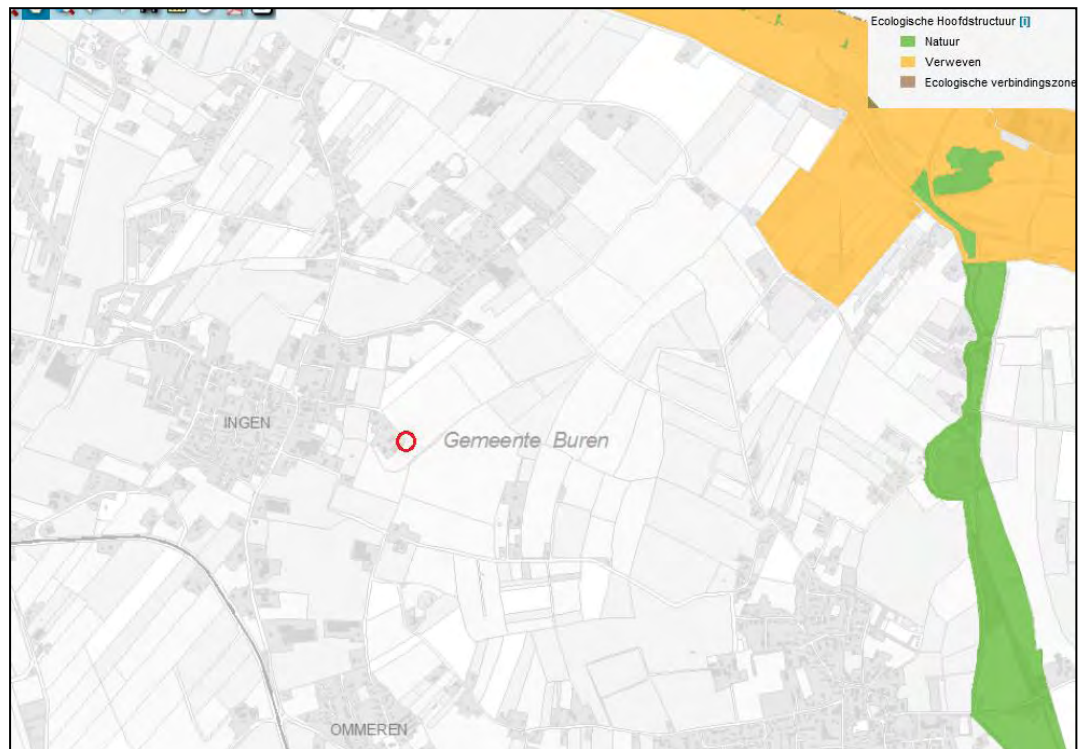 Ecologische Hoofdstructuur [i]
Natuur
Verweven
Ecologische verbindingszone
INGEN
Gemeente Buren
OMMEREN